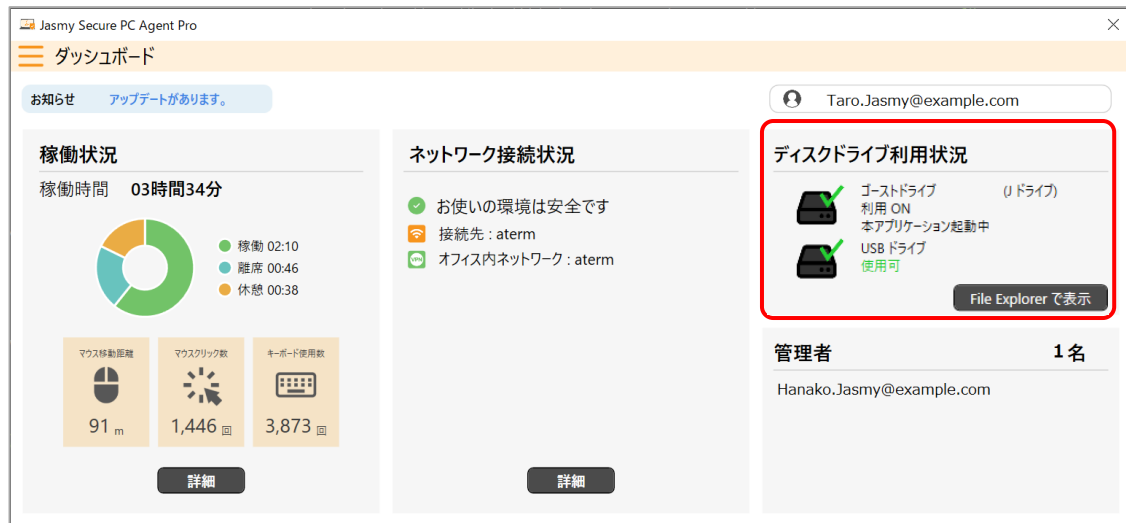 Jasmy Secure PC Agent Pro
ダッシュボード
お知らせ アップデートがあります。
Taro.Jasmy@example.com
稼働状況
稼働時間 03時間34分
稼働 02:10
離席 00:46
休憩 00:38
マウス移動距離
91 m
マウスクリック数
1,446 回
キーボード使用数
3,873 回
詳細
ネットワーク接続状況
お使いの環境は安全です
接続先 : aterm
VPN
オフィス内ネットワーク : aterm
詳細
ディスクドライブ利用状況
ゴーストドライブ (J ドライブ)
利用 ON
本アプリケーション起動中
USB ドライブ
使用可
File Explorer で表示
管理者 1 名
Hanako.Jasmy@example.com